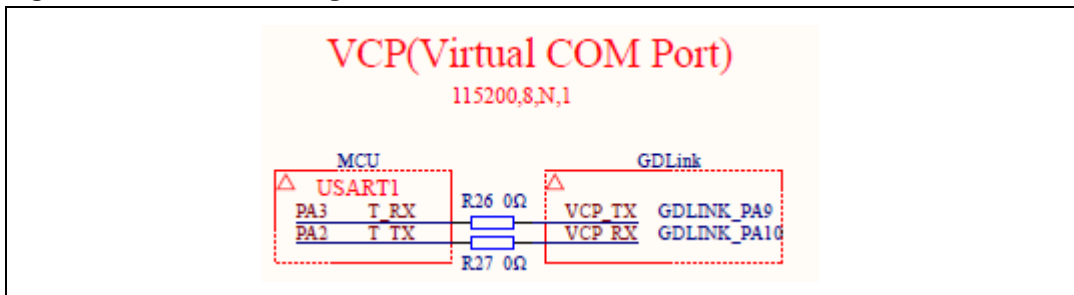 VCP(Virtual COM Port)
115200,8,N,1
MCU
GDLink
USART1
R26 0Ω
PA3 T_RX
VCP_TX GDLINK_PA9
PA2 T_TX
VCP_RX GDLINK_PA10
R27 0Ω